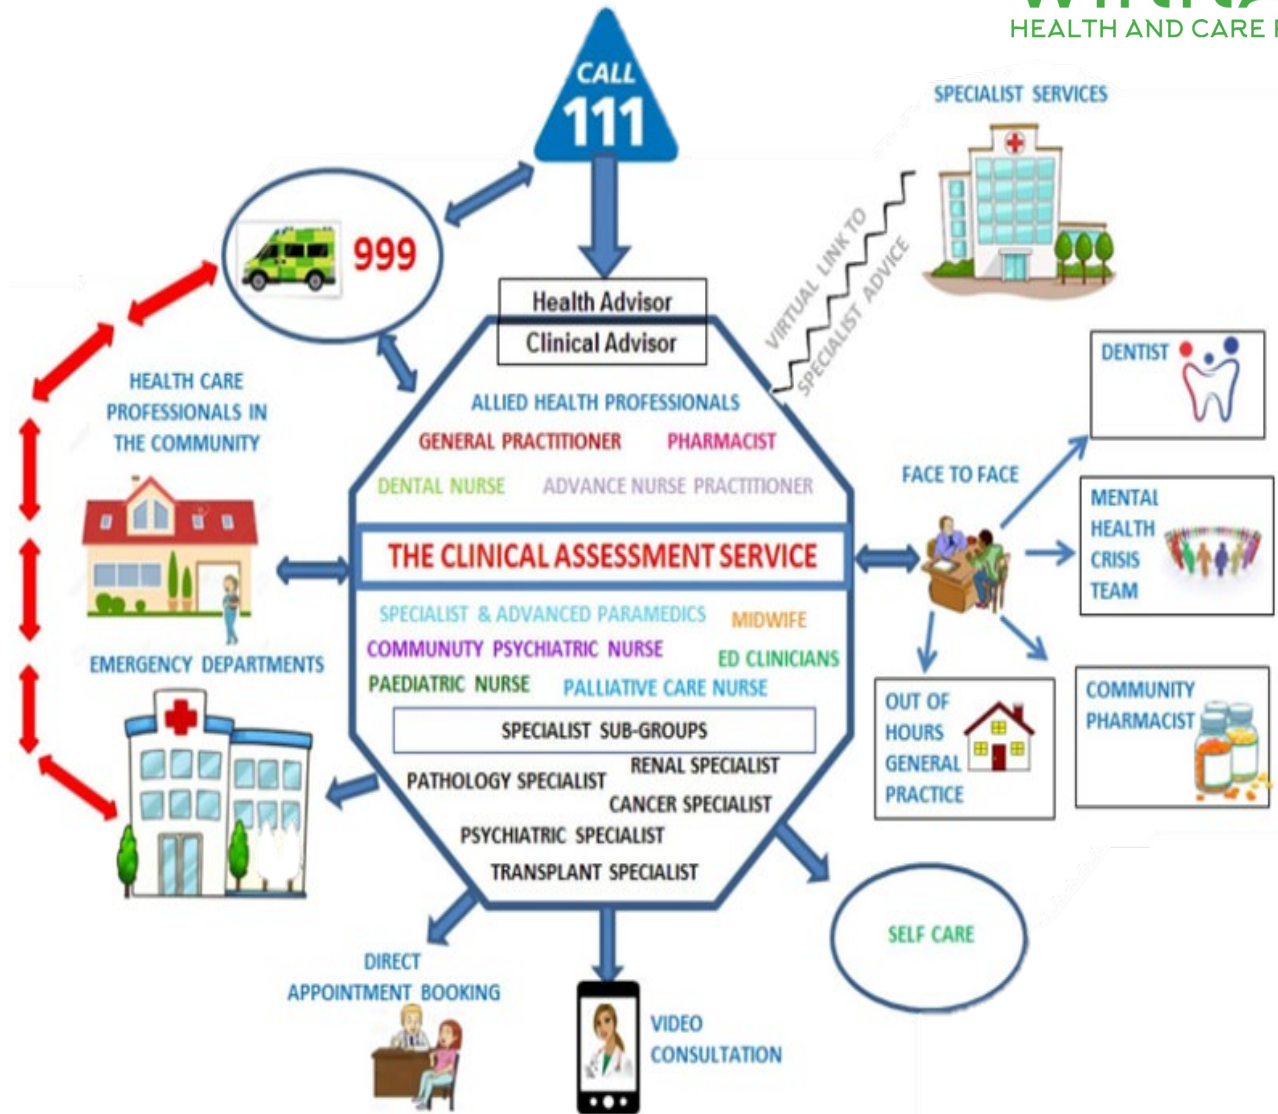 HEALTH AND CARE
CALL
111
SPECIALIST SERVICES
999
VIRTUAL LINK TO
SPECIALIST ADVICE
Health Advisor
Clinical Advisor
HEALTH CARE
PROFESSIONALS IN
THE COMMUNITY
ALLIED HEALTH PROFESSIONALS
GENERAL PRACTITIONER PHARMACIST
DENTAL NURSE ADVANCE NURSE PRACTITIONER
DENTIST
FACE TO FACE
MENTAL
HEALTH
CRISIS
TEAM
THE CLINICAL ASSESSMENT SERVICE
SPECIALIST & ADVANCED PARAMEDICS MIDWIFE
COMMUNUTY PSYCHIATRIC NURSE ED CLINICIANS
PAEDIATRIC NURSE PALLIATIVE CARE NURSE
EMERGENCY DEPARTMENTS
OUT OF
HOURS
GENERAL
PRACTICE
COMMUNITY
PHARMACIST
SPECIALIST SUB-GROUPS
RENAL SPECIALIST
PATHOLOGY SPECIALIST
CANCER SPECIALIST
PSYCHIATRIC SPECIALIST
TRANSPLANT SPECIALIST
SELF CARE
DIRECT
APPOINTMENT BOOKING
VIDEO
CONSULTATION